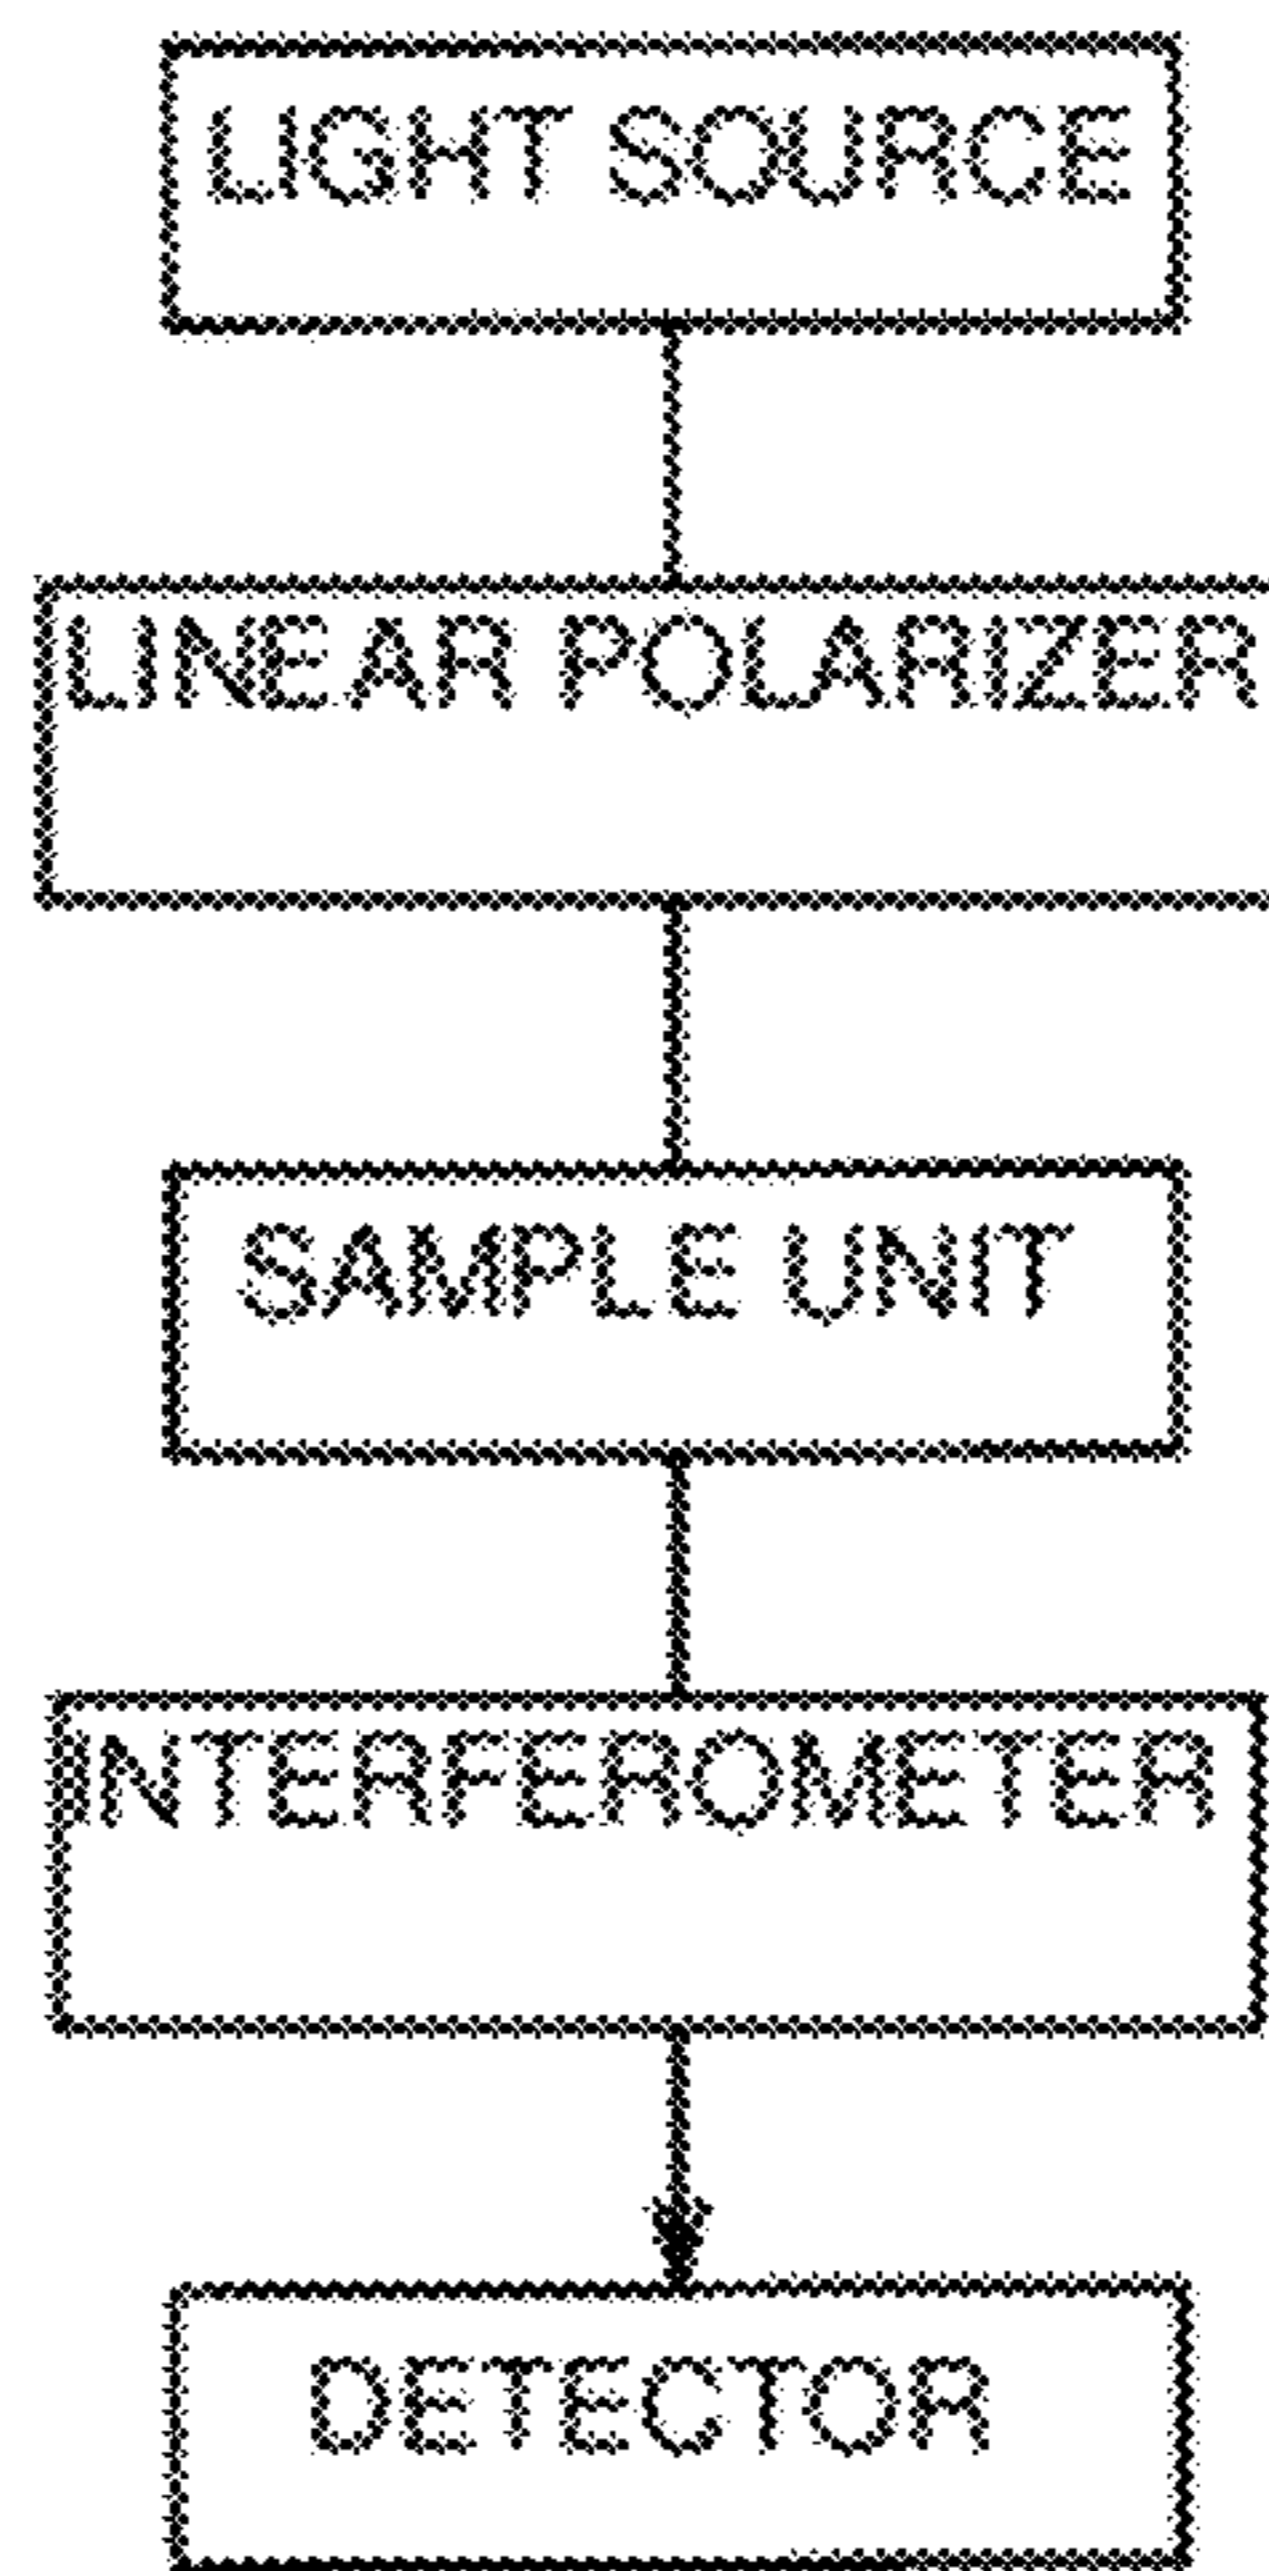 LIGHT SOURCE
LINEAR POLARIZER
SAMPLE UNIT
INTERFEROMETER
DETECTOR